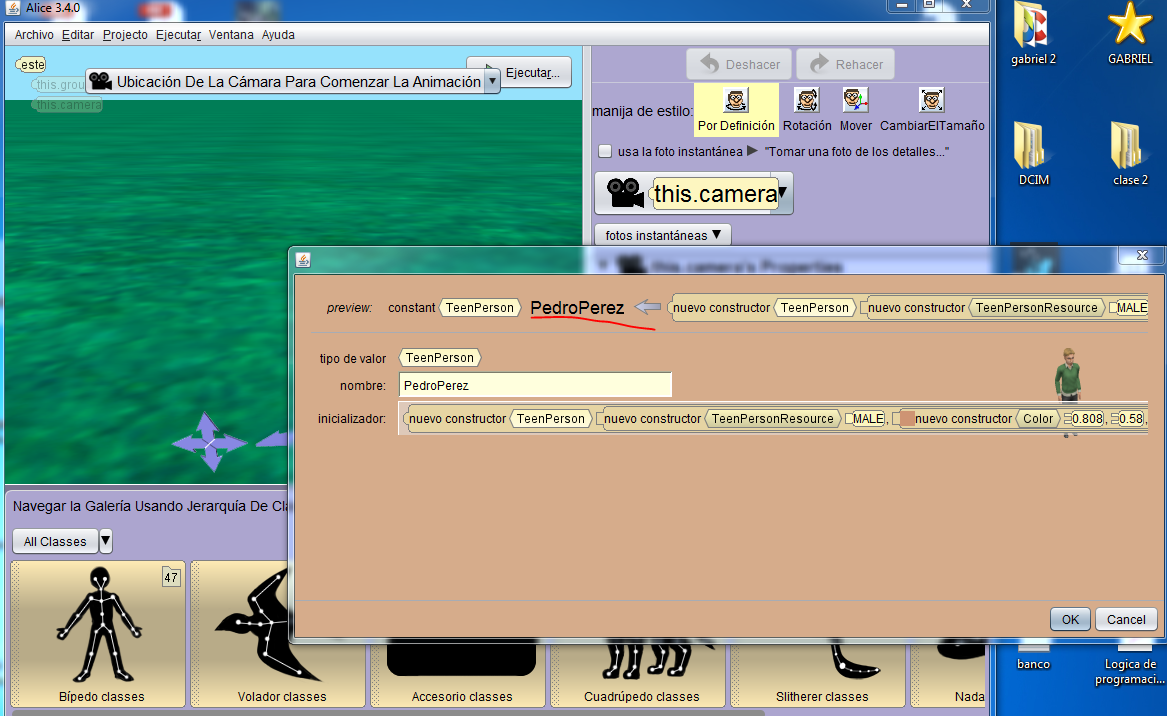 Alice 3.4.0
Archivo Editar Proyecto Ejecutar Ventana Ayuda
este
this.grou
this.camera
Ubicación De La Cámara Para Comenzar La Animación
Ejecutar...
Deshacer Rehacer
manija de estilo:
Por Definición Rotación Mover CambiarElTamaño
usa la foto instantánea "Tomar una foto de los detalles..."
this.camera
fotos instantáneas
this.camera's Properties
preview: constant TeenPerson PedroPerez nuevo constructor TeenPerson nuevo constructor TeenPersonResource MALE
tipo de valor TeenPerson
nombre: PedroPerez
inicializador: nuevo constructor TeenPerson nuevo constructor TeenPersonResource MALE, nuevo constructor Color 0.808, 0.58,
OK Cancel
Navegar la Galería Usando Jerarquía De Cla
All Classes
47
Bípedo classes
Volador classes
Accesorio classes
Cuadrúpedo classes
Slitherer classes
Nada
gabriel 2
GABRIEL
DCIM
clase 2
banco
Logica de
programaci...